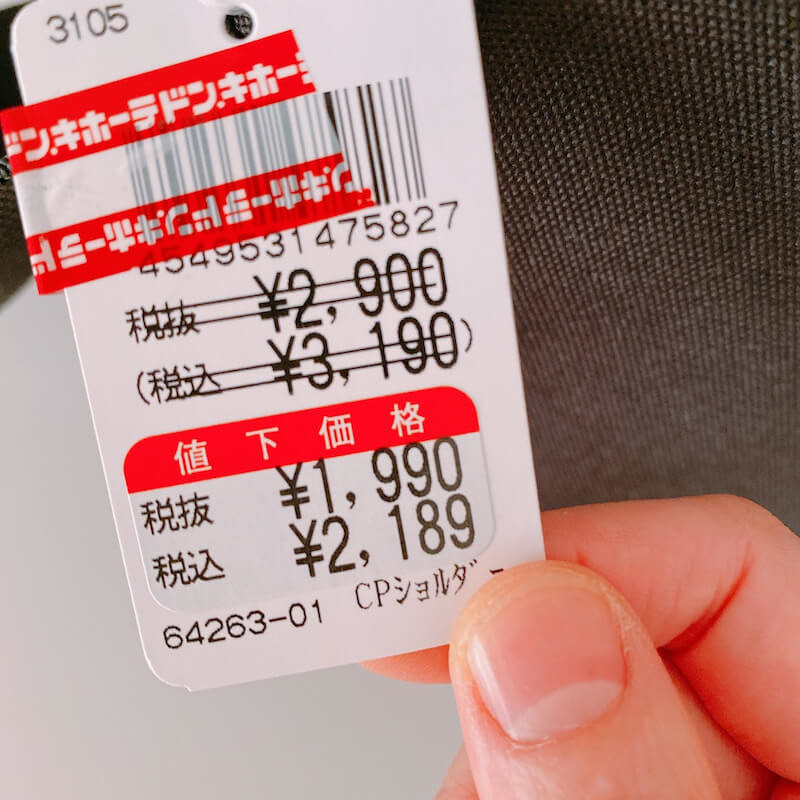 3105
ドン.キホーテドン.キホーテ
ドン.キホーテドン.キホーテ
4549531475827
税抜 ¥2,900
(税込 ¥3,190)
値下価格
税抜 ¥1,990
税込 ¥2,189
64263-01 CPショルダー